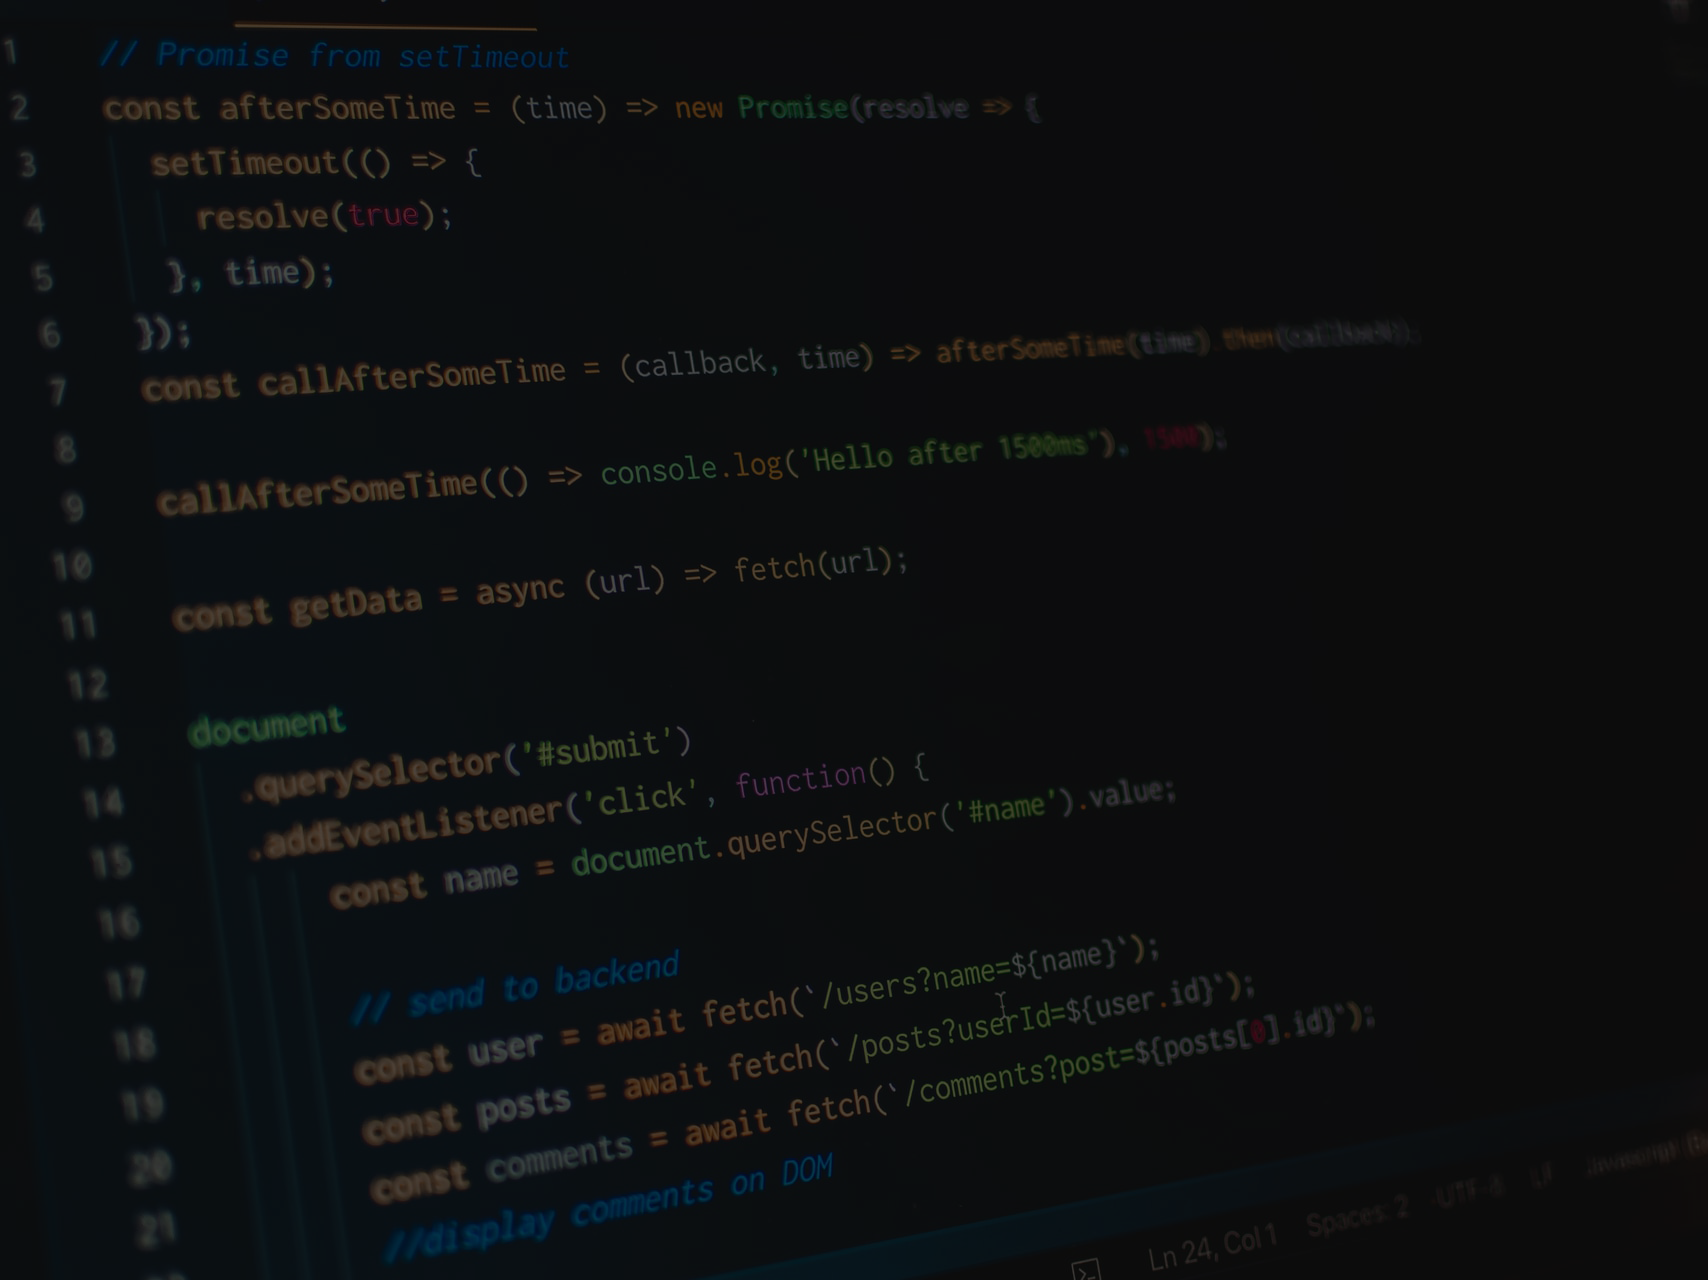 1 // Promise from setTimeout
2 const afterSomeTime = (time) => new Promise(resolve => {
3 setTimeout(() => {
4 resolve(true);
5 }, time);
6 });
7 const callAfterSomeTime = (callback, time) => afterSomeTime(time).then(callback);
8
9 callAfterSomeTime(() => console.log('Hello after 1500ms'), 1500);
10
11 const getData = async (url) => fetch(url);
12
13 document
14 .querySelector('#submit')
15 .addEventListener('click', function() {
16 const name = document.querySelector('#name').value;
17
18 // send to backend
19 const user = await fetch(`/users?name=${name}`);
20 const posts = await fetch(`/posts?userId=${user.id}`);
21 const comments = await fetch(`/comments?post=${posts[0].id}`);
//display comments on DOM
Ln 24, Col 1 Spaces: 2 UTF-8 LF Javascript